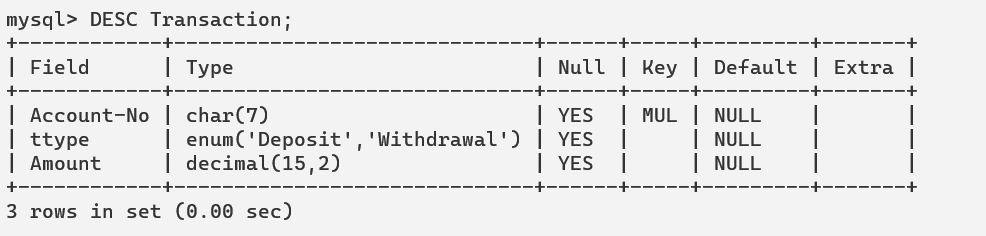 mysql> DESC Transaction;
+------------+------------------------------+------+-----+---------+-------+
| Field      | Type                         | Null | Key | Default | Extra |
+------------+------------------------------+------+-----+---------+-------+
| Account-No | char(7)                      | YES  | MUL | NULL    |       |
| ttype      | enum('Deposit','Withdrawal') | YES  |     | NULL    |       |
| Amount     | decimal(15,2)                | YES  |     | NULL    |       |
+------------+------------------------------+------+-----+---------+-------+
3 rows in set (0.00 sec)